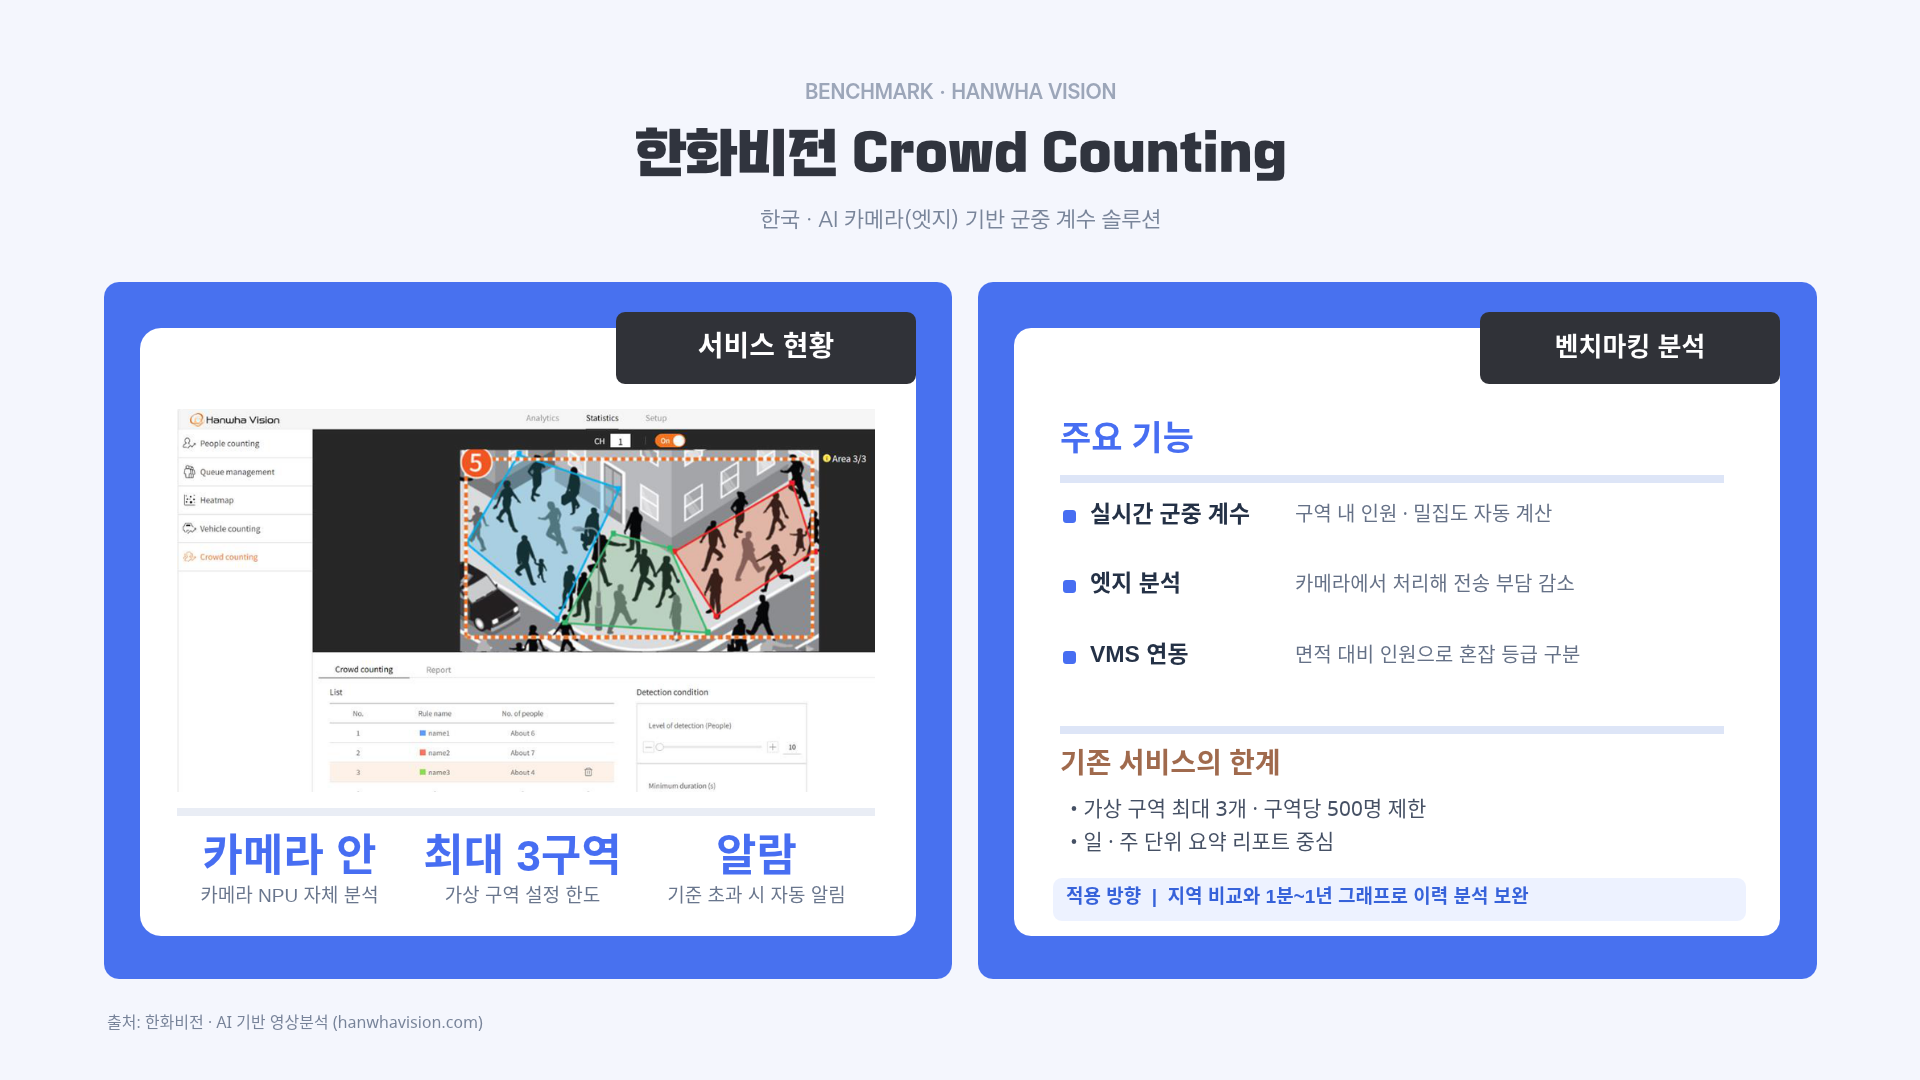 BENCHMARK · HANWHA VISION
한화비전 Crowd Counting
한국 · AI 카메라(엣지) 기반 군중 계수 솔루션
서비스 현황
Hanwha Vision
Analytics Statistics Setup
People counting
Queue management
Heatmap
Vehicle counting
Crowd counting
CH 1 On
5
Area 3/3
Crowd counting Report
List
No. Rule name No. of people
1 name1 About 6
2 name2 About 7
3 name3 About 4
Detection condition
Level of detection (People)
10
Minimum duration (s)
카메라 안
카메라 NPU 자체 분석
최대 3구역
가상 구역 설정 한도
알람
기준 초과 시 자동 알림
벤치마킹 분석
주요 기능
실시간 군중 계수 구역 내 인원 · 밀집도 자동 계산
엣지 분석 카메라에서 처리해 전송 부담 감소
VMS 연동 면적 대비 인원으로 혼잡 등급 구분
기존 서비스의 한계
• 가상 구역 최대 3개 · 구역당 500명 제한
• 일 · 주 단위 요약 리포트 중심
적용 방향 | 지역 비교와 1분~1년 그래프로 이력 분석 보완
출처: 한화비전 · AI 기반 영상분석 (hanwhavision.com)